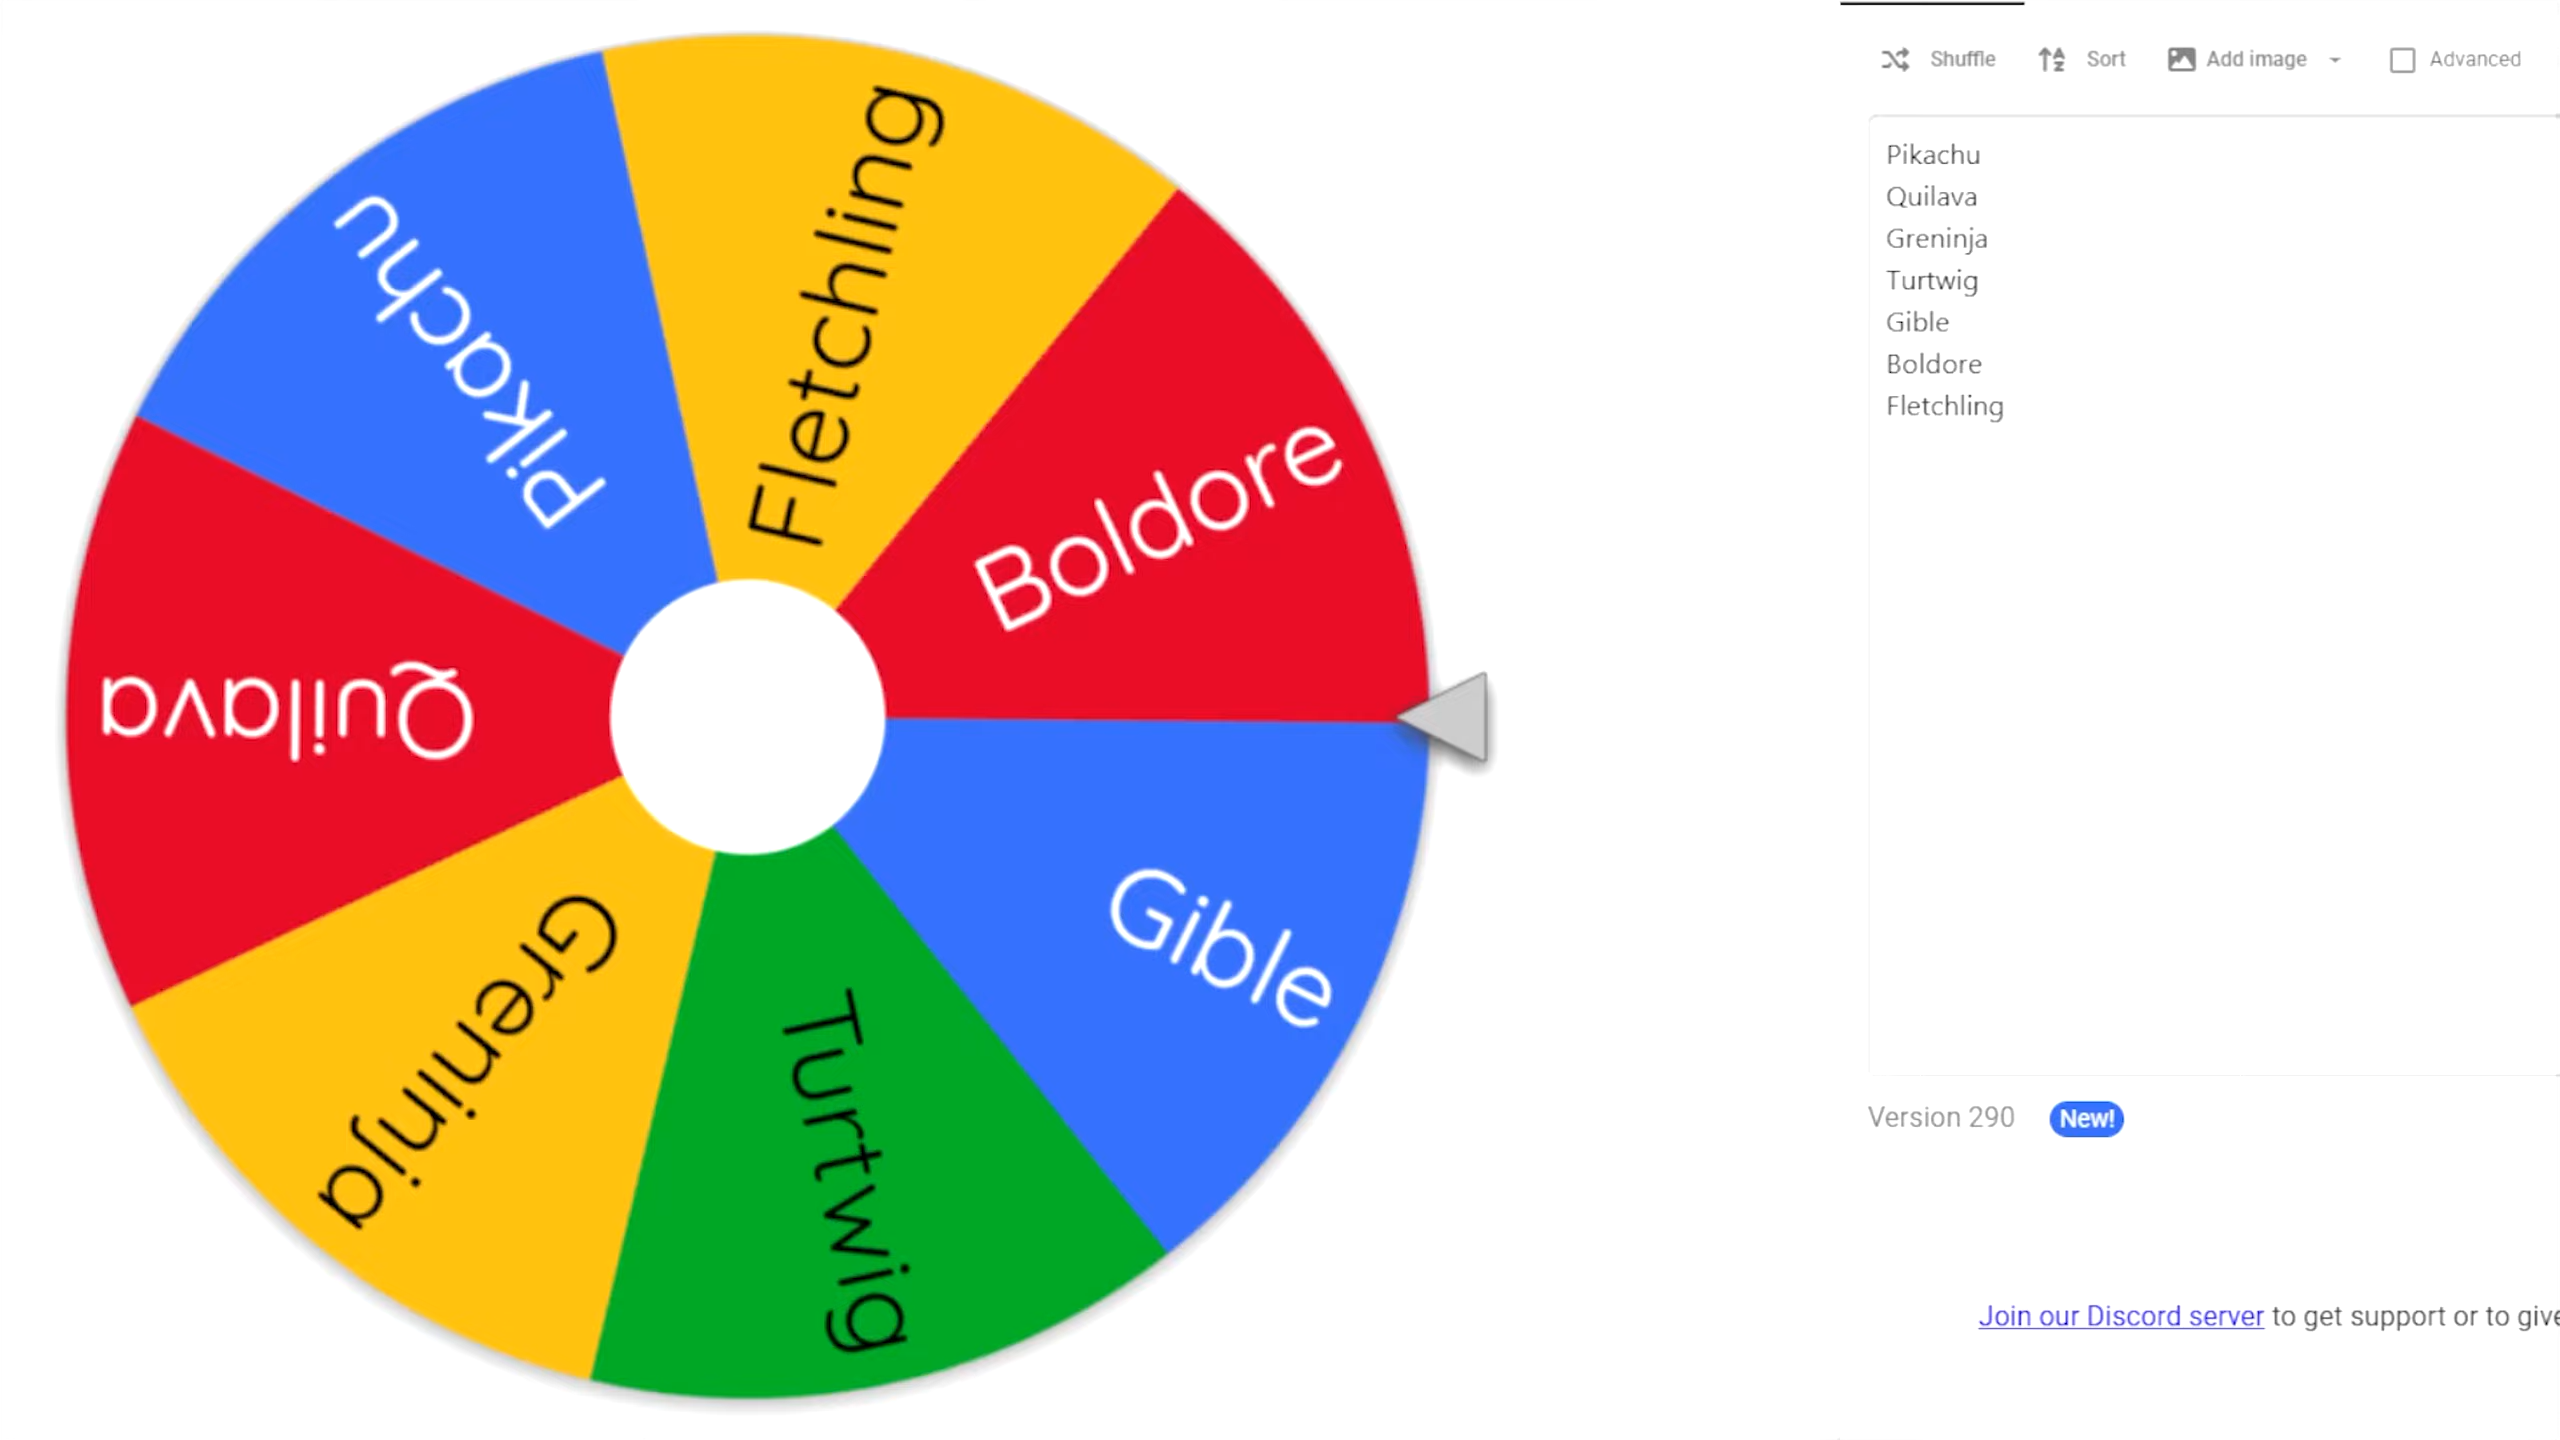 Fletchling
Pikachu
Boldore
Quilava
Gible
Greninja
Turtwig
Shuffle Sort Add image Advanced
Pikachu
Quilava
Greninja
Turtwig
Gible
Boldore
Fletchling
Version 290 New!
Join our Discord server to get support or to give